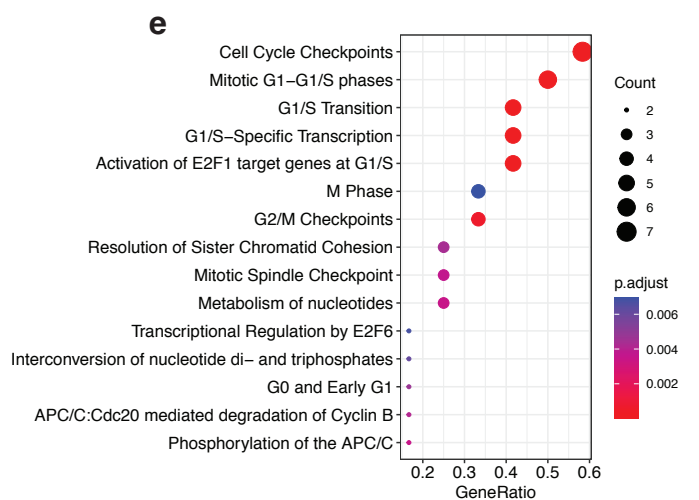 e
Cell Cycle Checkpoints
Mitotic G1−G1/S phases
G1/S Transition
G1/S−Specific Transcription
Activation of E2F1 target genes at G1/S
M Phase
G2/M Checkpoints
Resolution of Sister Chromatid Cohesion
Mitotic Spindle Checkpoint
Metabolism of nucleotides
Transcriptional Regulation by E2F6
Interconversion of nucleotide di− and triphosphates
G0 and Early G1
APC/C:Cdc20 mediated degradation of Cyclin B
Phosphorylation of the APC/C
0.2 0.3 0.4 0.5 0.6
GeneRatio
Count
2
3
4
5
6
7
p.adjust
0.006
0.004
0.002